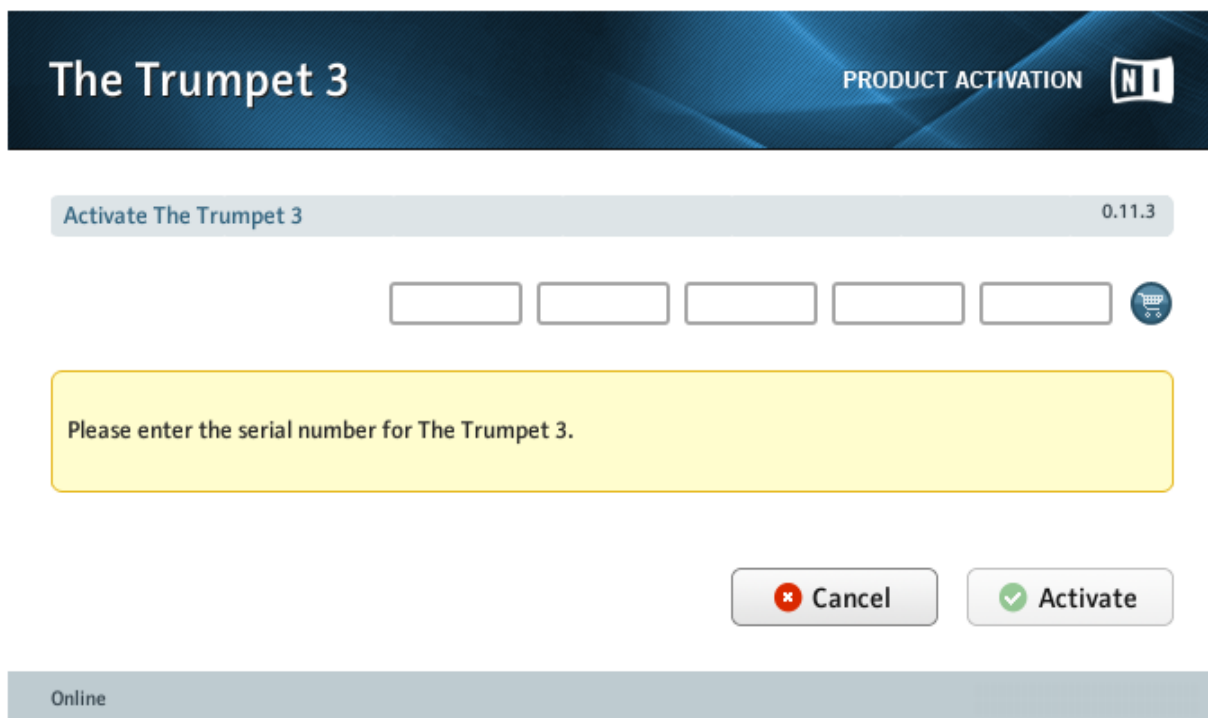 The Trumpet 3
PRODUCT ACTIVATION NI
Activate The Trumpet 3 0.11.3
Please enter the serial number for The Trumpet 3.
Cancel Activate
Online